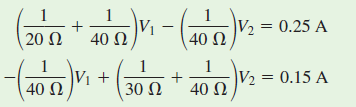 (1/20 Ω + 1/40 Ω)V₁ − (1/40 Ω)V₂ = 0.25 A
−(1/40 Ω)V₁ + (1/30 Ω + 1/40 Ω)V₂ = 0.15 A